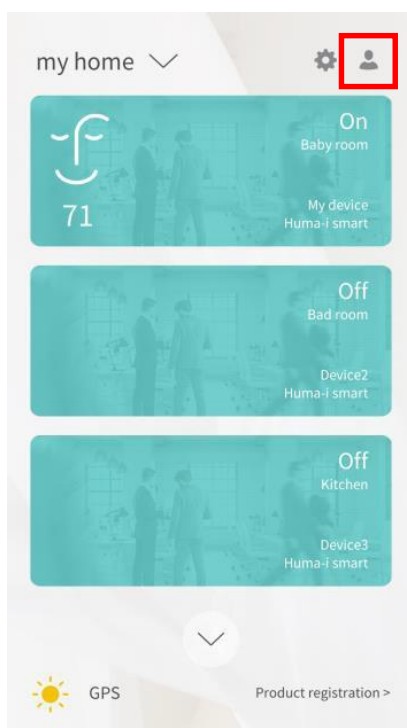 my home
On
Baby room
71
My device
Huma-i smart
Off
Bad room
Device2
Huma-i smart
Off
Kitchen
Device3
Huma-i smart
GPS
Product registration >